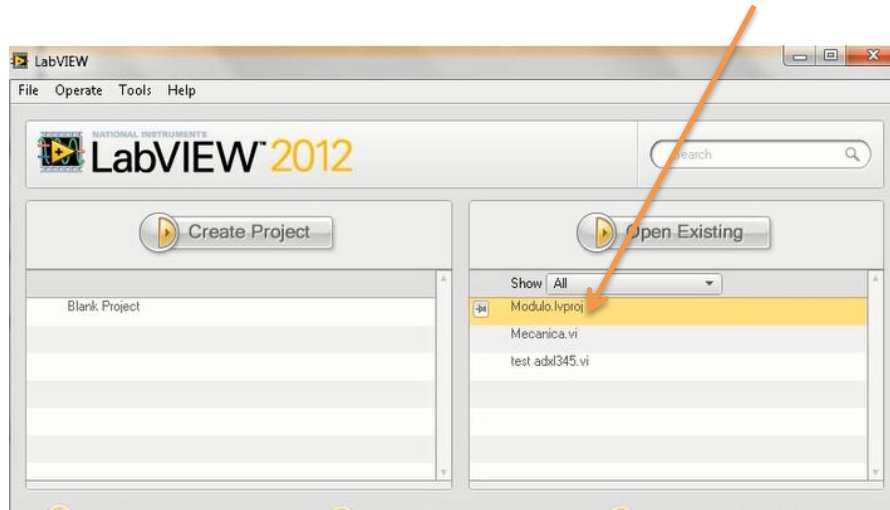 LabVIEW
File Operate Tools Help
NATIONAL INSTRUMENTS
LabVIEW™ 2012
Search
Create Project
Open Existing
Show All
Blank Project
Modulo.lvproj
Mecanica.vi
test adxl345.vi